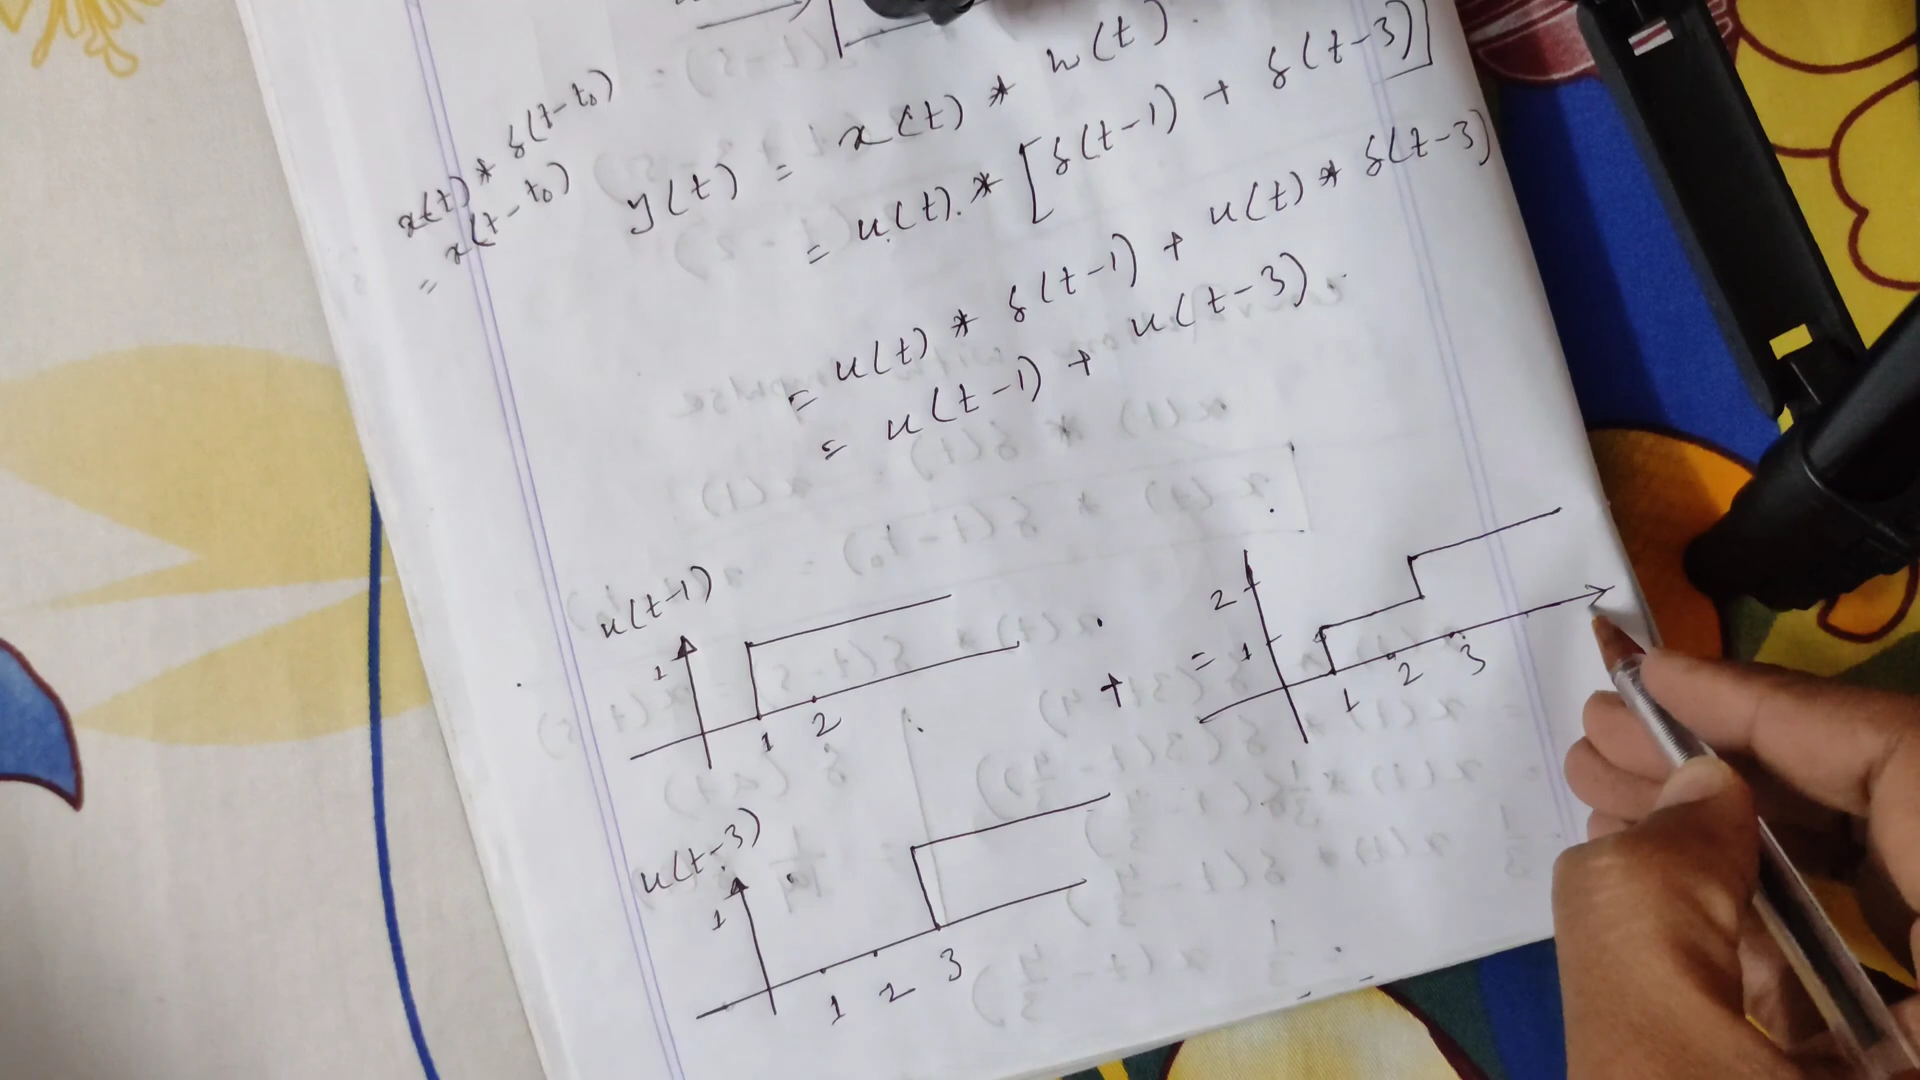 x(t) * δ(t-t₀)
= x(t-t₀)
y(t) = x(t) * h(t).
= u(t). * [δ(t-1) + δ(t-3)]
= u(t) * δ(t-1) + u(t) * δ(t-3)
= u(t-1) + u(t-3).
u(t-1)
1
1 2
+ =
2
1
1 2 3
u(t-3)
1
1 2 3